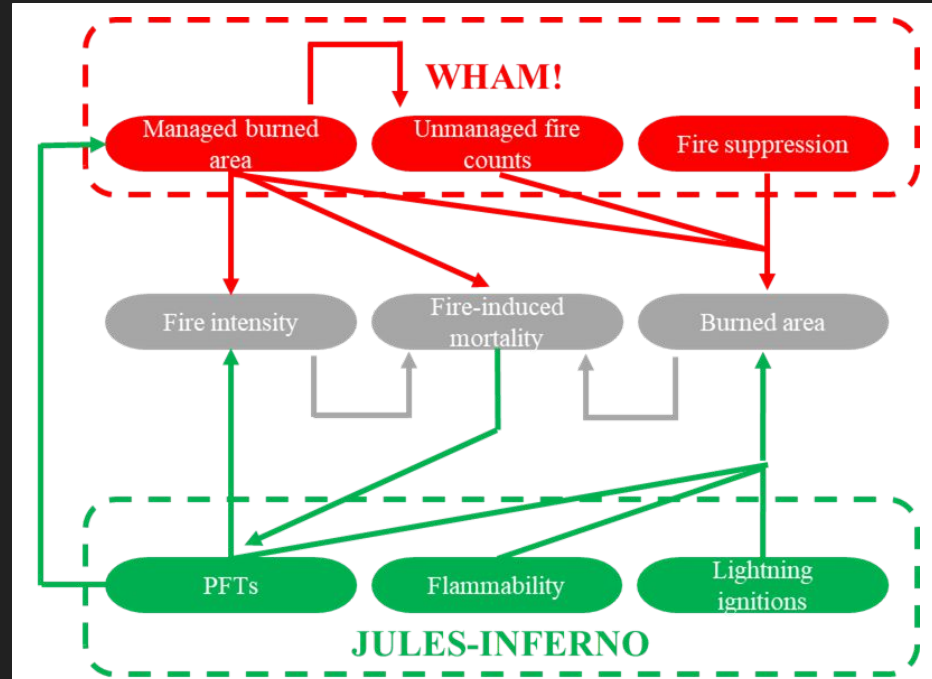 WHAM!
Managed burned
area
Unmanaged fire
counts
Fire suppression
Fire intensity
Fire-induced
mortality
Burned area
PFTs
Flammability
Lightning
ignitions
JULES-INFERNO